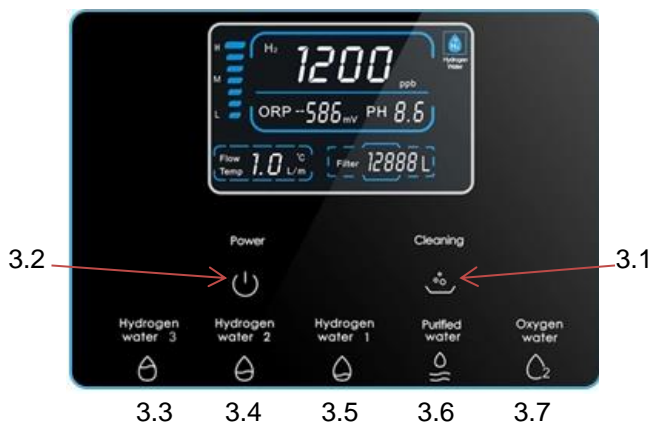 H
H₂
1200
ppb
Hydrogen
Water
M
L
ORP --586 mV PH 8.6
Flow
Temp
1.0
°C
L/m
Filter 12888 L
Power
Cleaning
3.2
3.1
Hydrogen
water 3
Hydrogen
water 2
Hydrogen
water 1
Purified
water
Oxygen
water
2
3.3
3.4
3.5
3.6
3.7